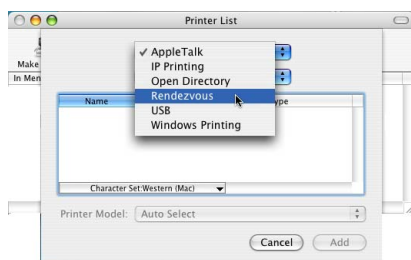 Printer List
✓ AppleTalk
IP Printing
Open Directory
Rendezvous
USB
Windows Printing
Make
In Men
Name
ype
Character Set:Western (Mac)
Printer Model: Auto Select
Cancel
Add